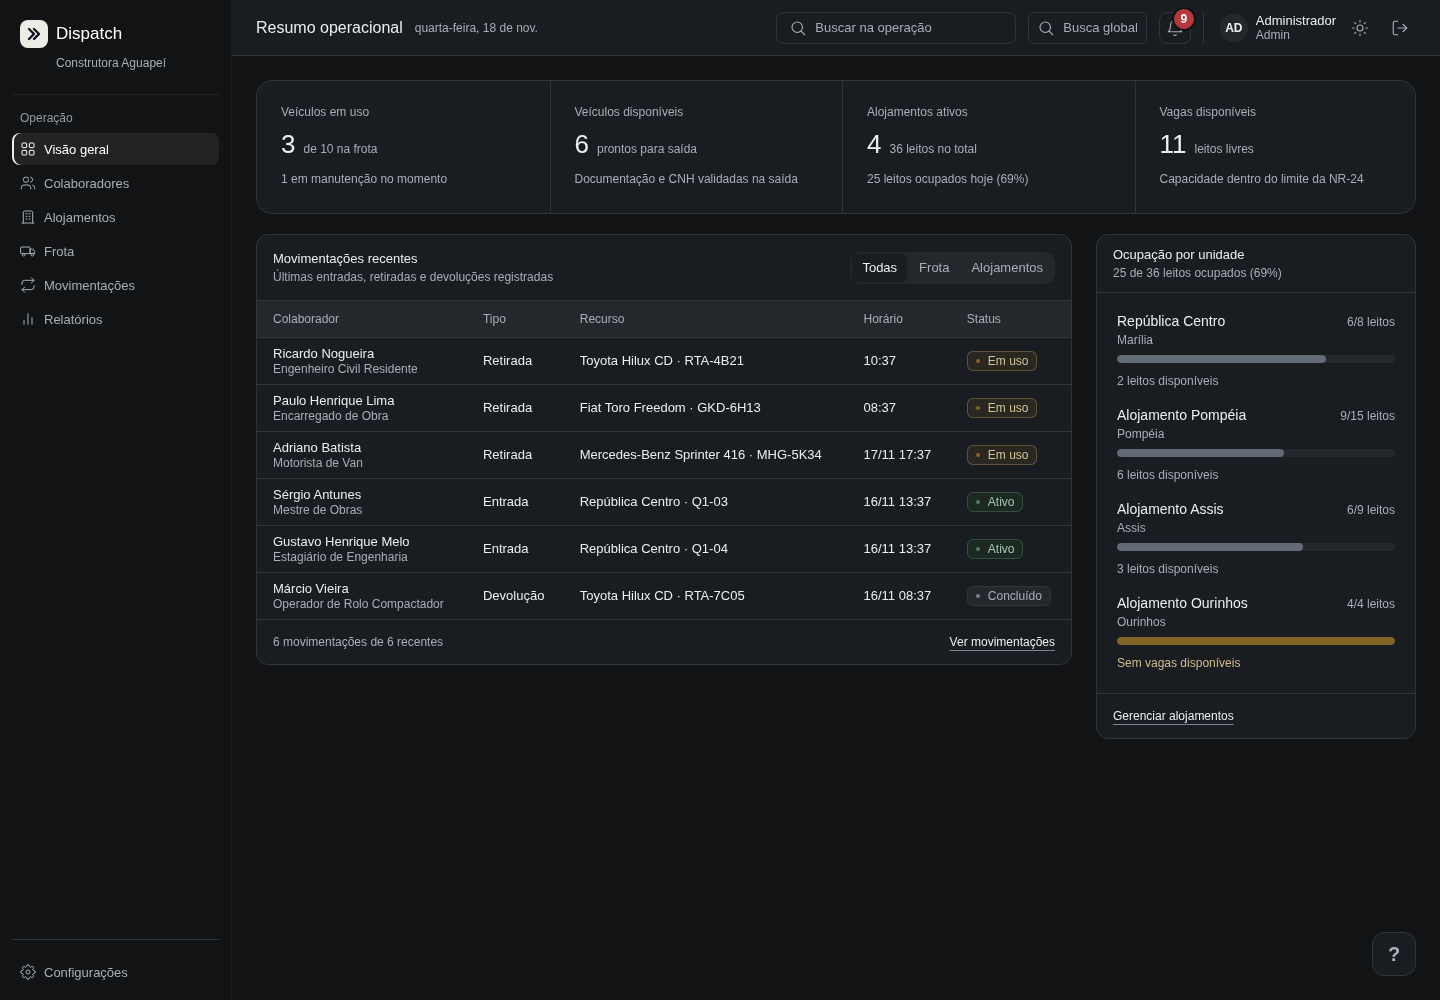 Dispatch
Construtora Aguapeí
Operação
Visão geral
Colaboradores
Alojamentos
Frota
Movimentações
Relatórios
Configurações
Resumo operacional quarta-feira, 18 de nov.
Buscar na operação
Busca global
9
AD
Administrador
Admin
Veículos em uso
3 de 10 na frota
1 em manutenção no momento
Veículos disponíveis
6 prontos para saída
Documentação e CNH validadas na saída
Alojamentos ativos
4 36 leitos no total
25 leitos ocupados hoje (69%)
Vagas disponíveis
11 leitos livres
Capacidade dentro do limite da NR-24
Movimentações recentes
Últimas entradas, retiradas e devoluções registradas
Todas Frota Alojamentos
Colaborador Tipo Recurso Horário Status
Ricardo Nogueira
Engenheiro Civil Residente
Retirada Toyota Hilux CD · RTA-4B21 10:37 Em uso
Paulo Henrique Lima
Encarregado de Obra
Retirada Fiat Toro Freedom · GKD-6H13 08:37 Em uso
Adriano Batista
Motorista de Van
Retirada Mercedes-Benz Sprinter 416 · MHG-5K34 17/11 17:37 Em uso
Sérgio Antunes
Mestre de Obras
Entrada República Centro · Q1-03 16/11 13:37 Ativo
Gustavo Henrique Melo
Estagiário de Engenharia
Entrada República Centro · Q1-04 16/11 13:37 Ativo
Márcio Vieira
Operador de Rolo Compactador
Devolução Toyota Hilux CD · RTA-7C05 16/11 08:37 Concluído
6 movimentações de 6 recentes
Ver movimentações
Ocupação por unidade
25 de 36 leitos ocupados (69%)
República Centro 6/8 leitos
Marília
2 leitos disponíveis
Alojamento Pompéia 9/15 leitos
Pompéia
6 leitos disponíveis
Alojamento Assis 6/9 leitos
Assis
3 leitos disponíveis
Alojamento Ourinhos 4/4 leitos
Ourinhos
Sem vagas disponíveis
Gerenciar alojamentos
?